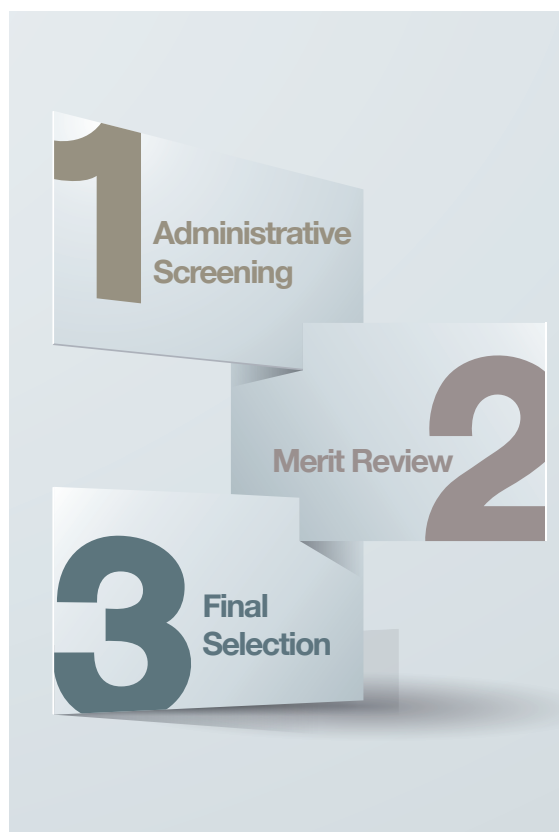 1
Administrative
Screening
2
Merit Review
3
Final
Selection